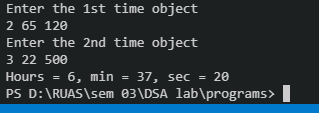 Enter the 1st time object
2 65 120
Enter the 2nd time object
3 22 500
Hours = 6, min = 37, sec = 20
PS D:\RUAS\sem 03\DSA lab\programs>